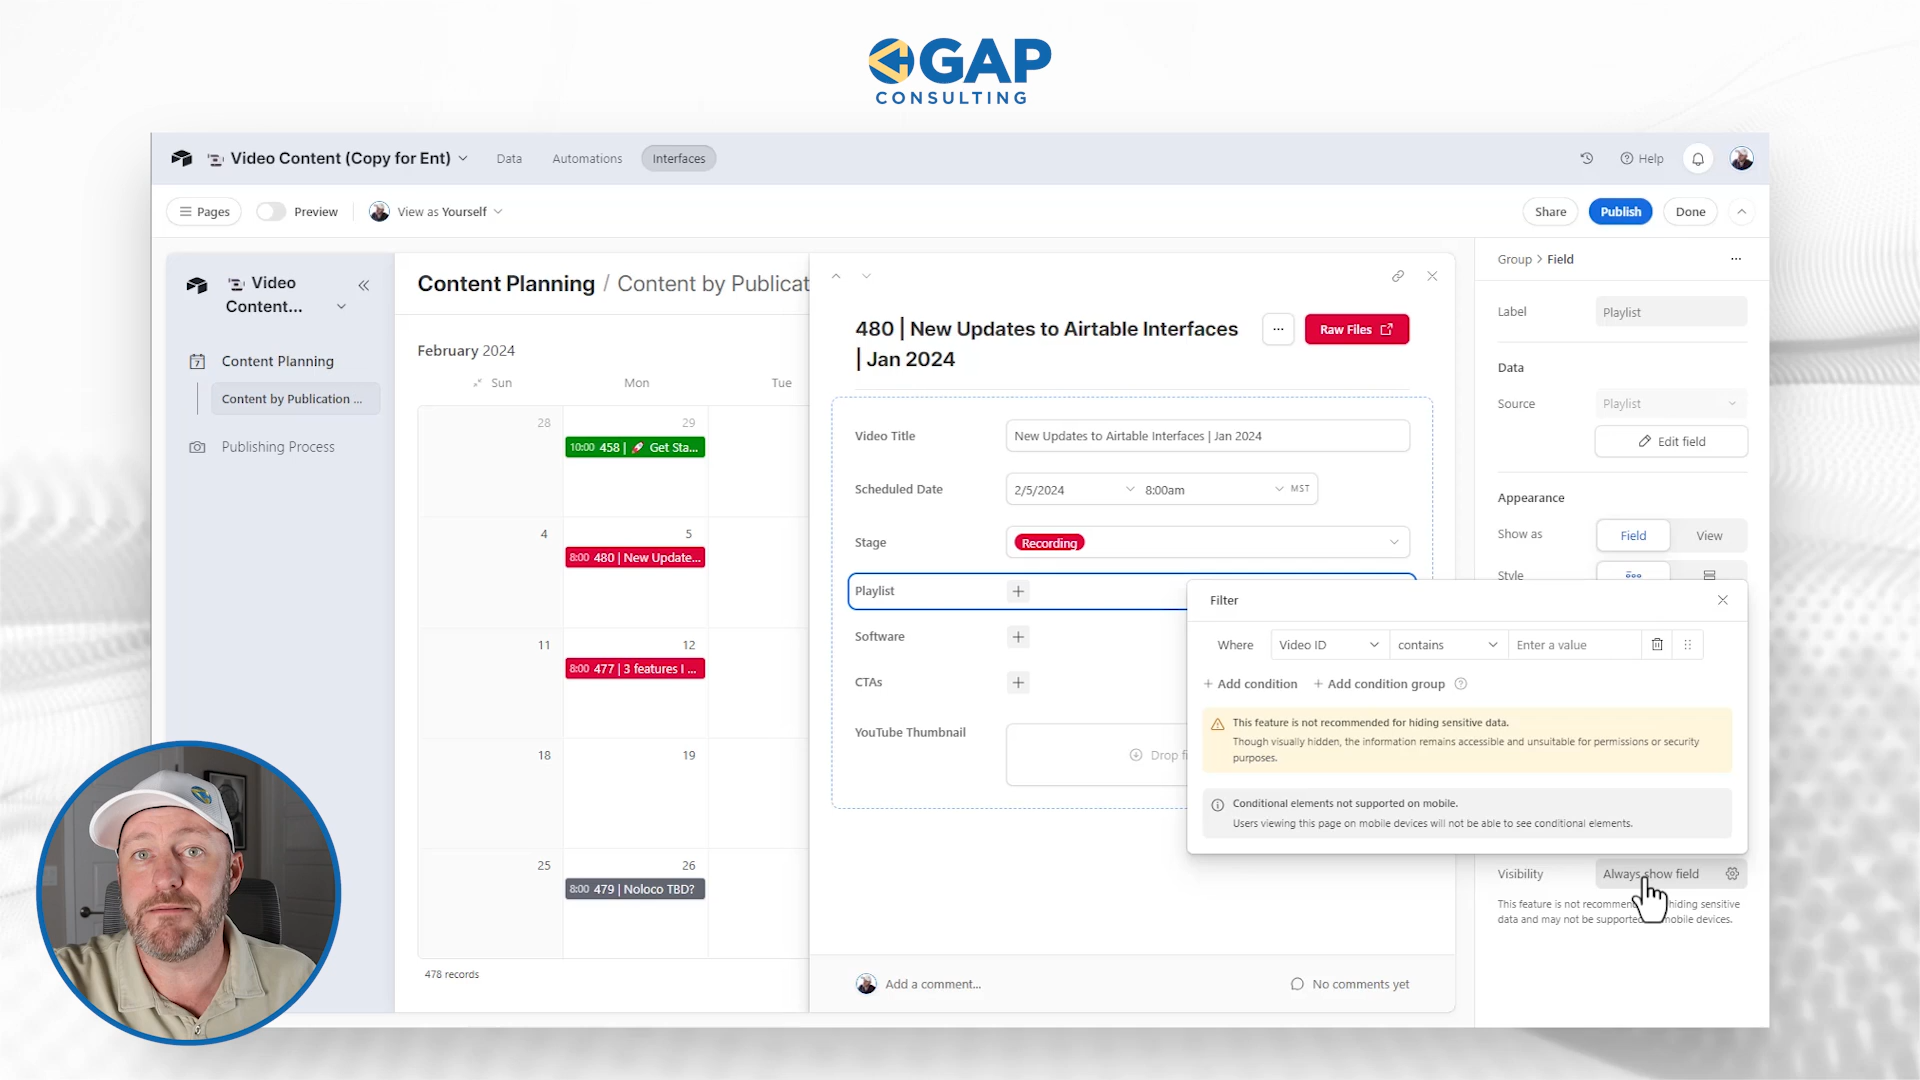 GAP
CONSULTING
Video Content (Copy for Ent)
Data
Automations
Interfaces
Help
Pages
Preview
View as Yourself
Share
Publish
Done
Video
Content...
Content Planning
Content by Publication ...
Publishing Process
Content Planning / Content by Publicat
February 2024
Sun
Mon
Tue
28
29
10:00 458 | 🚀 Get Sta...
4
5
8:00 480 | New Update...
11
12
8:00 477 | 3 features I ...
18
19
25
26
8:00 479 | Noloco TBD?
478 records
480 | New Updates to Airtable Interfaces
| Jan 2024
Raw Files
Video Title
New Updates to Airtable Interfaces | Jan 2024
Scheduled Date
2/5/2024
8:00am
MST
Stage
Recording
Playlist
Software
CTAs
YouTube Thumbnail
Drop fi
Add a comment...
No comments yet
Group > Field
Label
Playlist
Data
Source
Playlist
Edit field
Appearance
Show as
Field
View
Style
Filter
Where
Video ID
contains
Enter a value
+ Add condition
+ Add condition group
This feature is not recommended for hiding sensitive data.
Though visually hidden, the information remains accessible and unsuitable for permissions or security
purposes.
Conditional elements not supported on mobile.
Users viewing this page on mobile devices will not be able to see conditional elements.
Visibility
Always show field
This feature is not recommen hiding sensitive
data and may not be supported mobile devices.